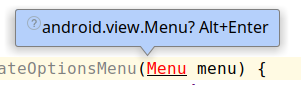 android.view.Menu? Alt+Enter
ateOptionsMenu(Menu menu) {